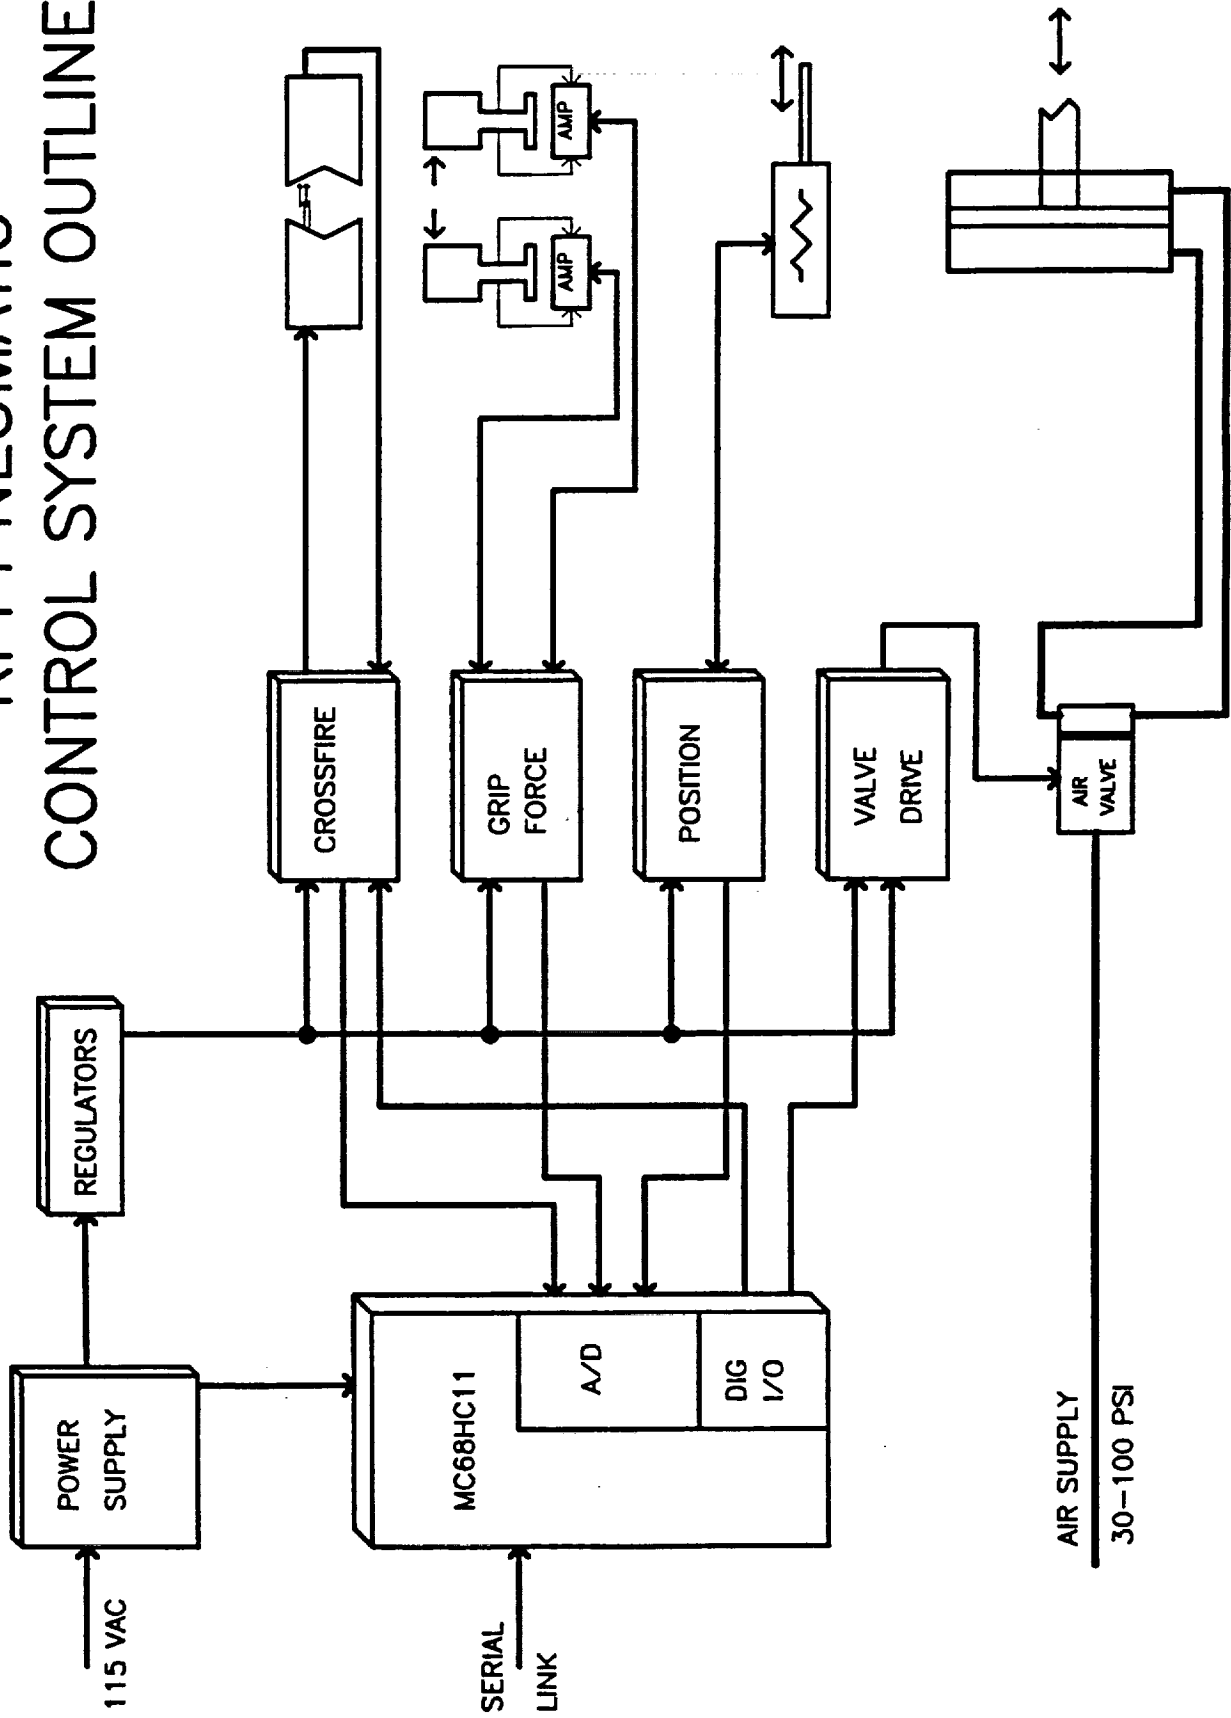 CONTROL SYSTEM OUTLINE
115 VAC
POWER
SUPPLY
REGULATORS
SERIAL
LINK
MC68HC11
A/D
DIG
I/O
CROSSFIRE
GRIP
FORCE
POSITION
VALVE
DRIVE
AMP
AMP
AIR
VALVE
AIR SUPPLY
30-100 PSI